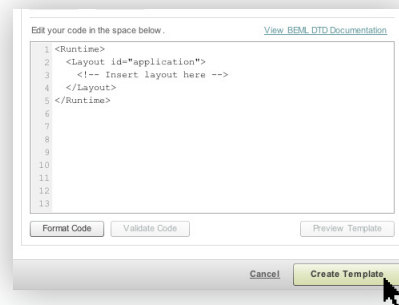 Edit your code in the space below .
View BEML DTD Documentation
1 <Runtime>
2 <Layout id="application">
3 <!-- Insert layout here -->
4 </Layout>
5 </Runtime>
6
7
8
9
10
11
12
13
Format Code
Validate Code
Preview Template
Cancel
Create Template